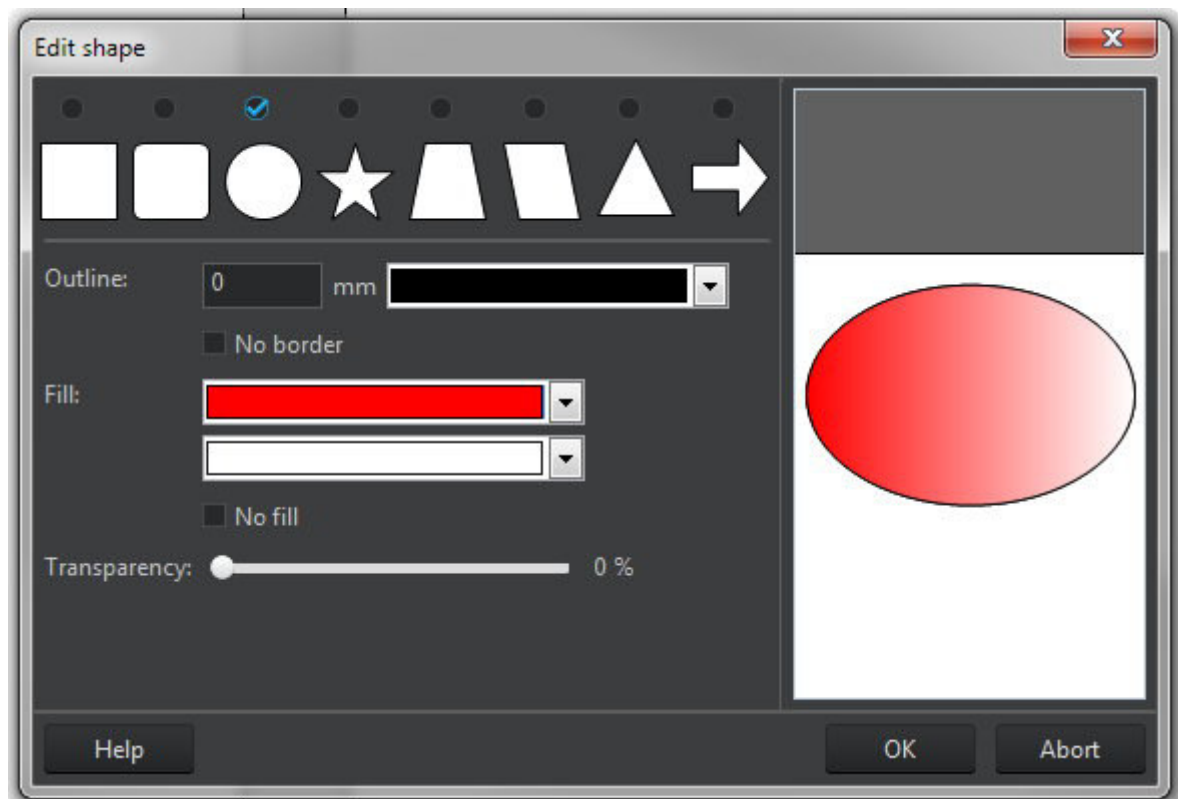 Edit shape
Outline: 0 mm
No border
Fill:
No fill
Transparency: 0 %
Help OK Abort